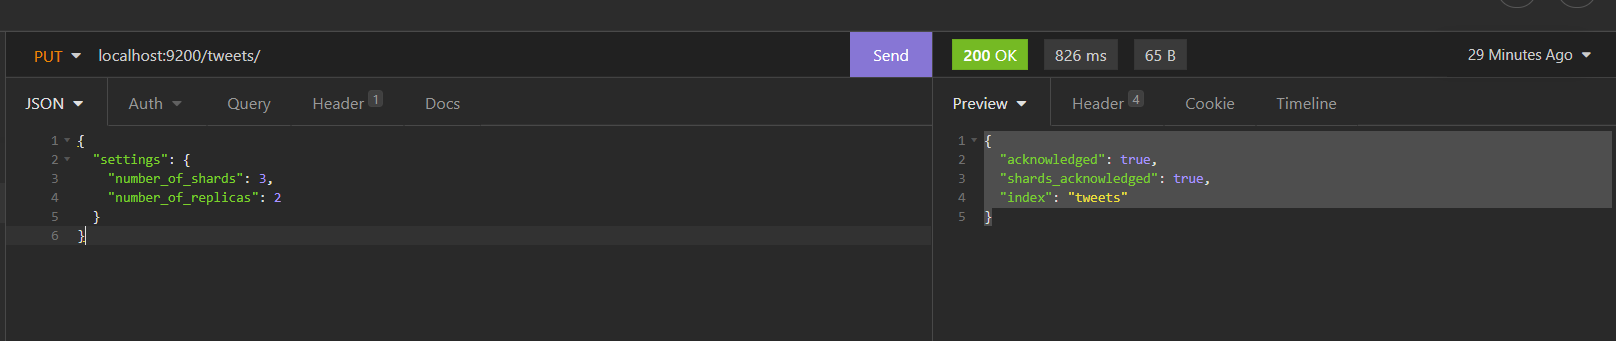 PUT localhost:9200/tweets/ Send 200 OK 826 ms 65 B 29 Minutes Ago
JSON Auth Query Header 1 Docs Preview Header 4 Cookie Timeline
1 {
2 "settings": {
3 "number_of_shards": 3,
4 "number_of_replicas": 2
5 }
6 }
1 {
2 "acknowledged": true,
3 "shards_acknowledged": true,
4 "index": "tweets"
5 }